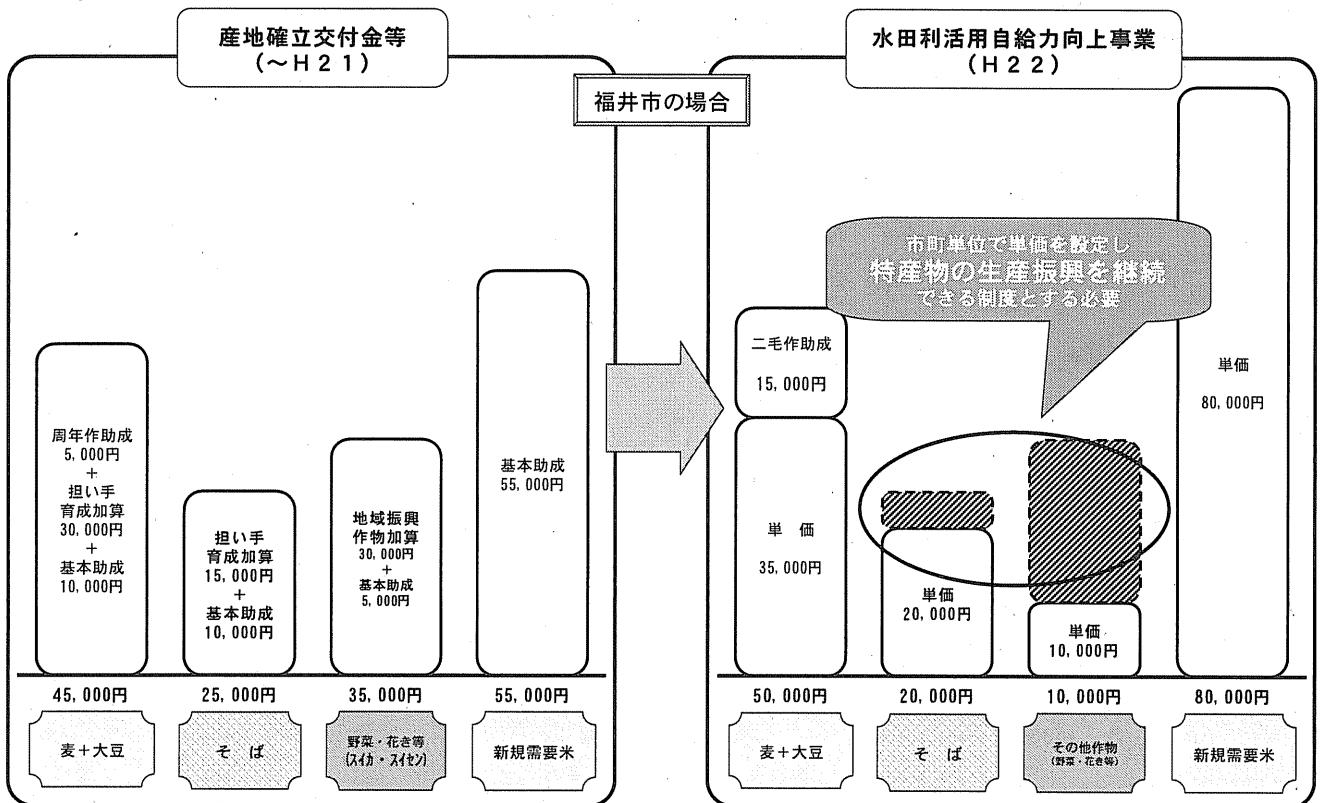 産地確立交付金等
(～H21)
福井市の場合
周年作助成
5,000円
+
担い手
育成加算
30,000円
+
基本助成
10,000円
担い手
育成加算
15,000円
+
基本助成
10,000円
地域振興
作物加算
30,000円
+
基本助成
5,000円
基本助成
55,000円
45,000円
25,000円
35,000円
55,000円
麦+大豆
そば
野菜・花き等
(スイカ・スイセン)
新規需要米
水田利活用自給力向上事業
(H22)
市町単位で単価を設定し
特産物の生産振興を継続
できる制度とする必要
二毛作助成
15,000円
単価
35,000円
単価
20,000円
単価
10,000円
単価
80,000円
50,000円
20,000円
10,000円
80,000円
麦+大豆
そば
その他作物
(野菜・花き等)
新規需要米